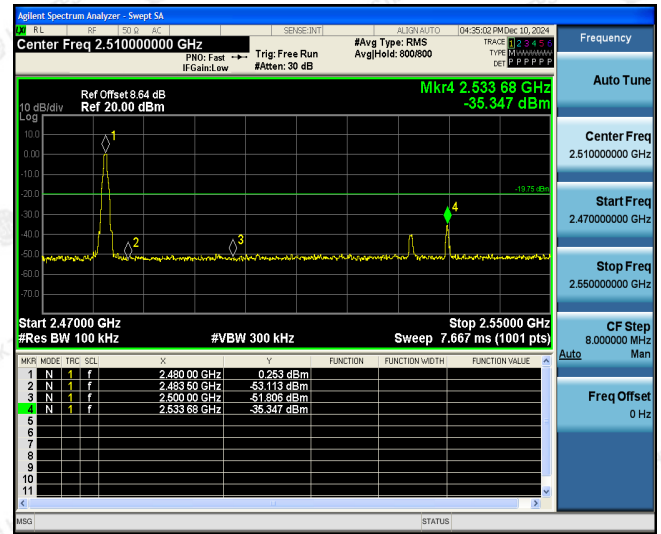 Agilent Spectrum Analyzer - Swept SA
LXI RL RF 50 Ω AC SENSE:INT ALIGN AUTO 04:35:02 PM Dec 10, 2024
Center Freq 2.510000000 GHz
PNO: Fast
IFGain:Low
Trig: Free Run
#Atten: 30 dB
#Avg Type: RMS
Avg|Hold: 800/800
TRACE 1 2 3 4 5 6
TYPE M
DET P P P P P P
Frequency
Auto Tune
Center Freq
2.510000000 GHz
Start Freq
2.470000000 GHz
Stop Freq
2.550000000 GHz
CF Step
8.000000 MHz
Auto Man
Freq Offset
0 Hz
Mkr4 2.533 68 GHz
-35.347 dBm
Ref Offset 8.64 dB
10 dB/div Ref 20.00 dBm
Log
10.0
0.00
-10.0
-20.0
-30.0
-40.0
-50.0
-60.0
-70.0
1
2
3
4
-19.75 dBm
Start 2.47000 GHz Stop 2.55000 GHz
#Res BW 100 kHz #VBW 300 kHz Sweep 7.667 ms (1001 pts)
MKR MODE TRC SCL X Y FUNCTION FUNCTION WIDTH FUNCTION VALUE
1 N 1 f 2.480 00 GHz 0.253 dBm
2 N 1 f 2.483 50 GHz -53.113 dBm
3 N 1 f 2.500 00 GHz -51.806 dBm
4 N 1 f 2.533 68 GHz -35.347 dBm
5
6
7
8
9
10
11
MSG STATUS